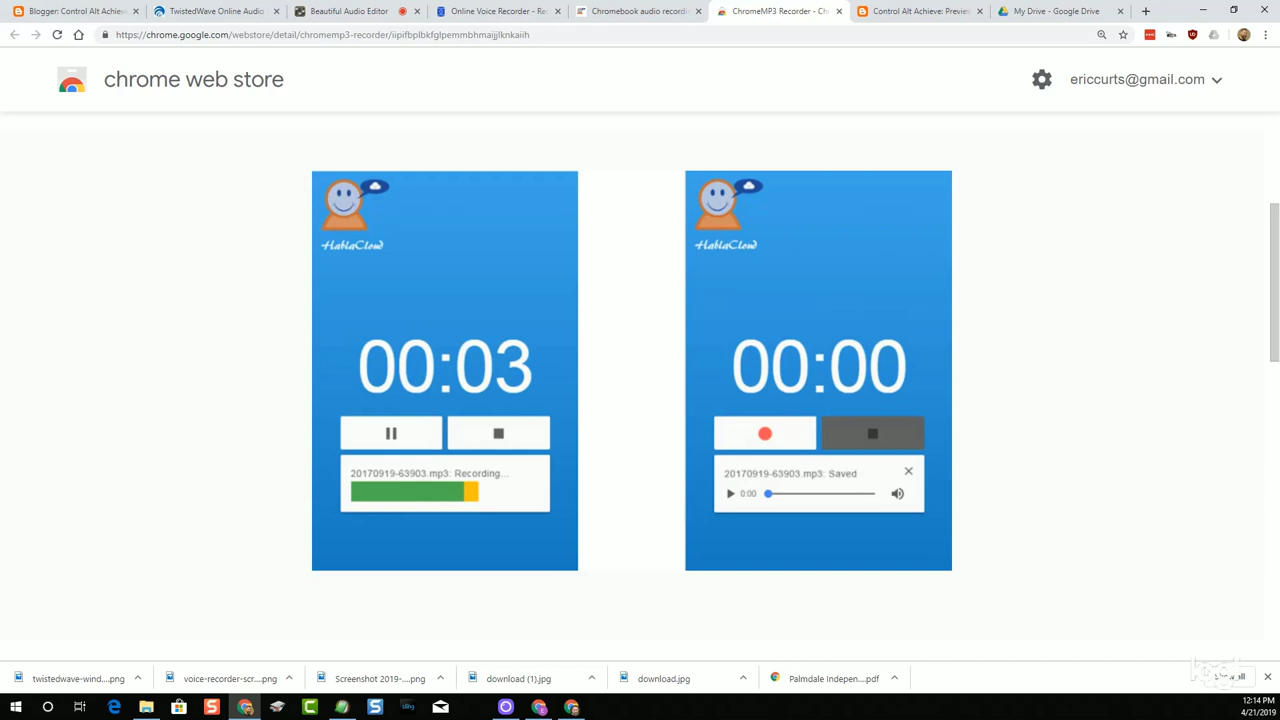 Blogger: Control Alt Achieve
TwistedWave Online Audio
Beautiful Audio Editor
Online Voice Recorder - Re
Chromebook audio recordi
ChromeMP3 Recorder - Ch
Control Alt Achieve: Preview
My Drive - Google Drive
https://chrome.google.com/webstore/detail/chromemp3-recorder/iipifbplbkfglpemmbhmaijjlknkaiih
chrome web store
ericcurts@gmail.com
HablaCloud
00:03
20170919-63903.mp3: Recording...
HablaCloud
00:00
20170919-63903.mp3: Saved
0:00
twistedwave-wind....png
voice-recorder-scr....png
Screenshot 2019-....png
download (1).jpg
download.jpg
Palmdale Indepen....pdf
sling
12:14 PM
4/21/2019